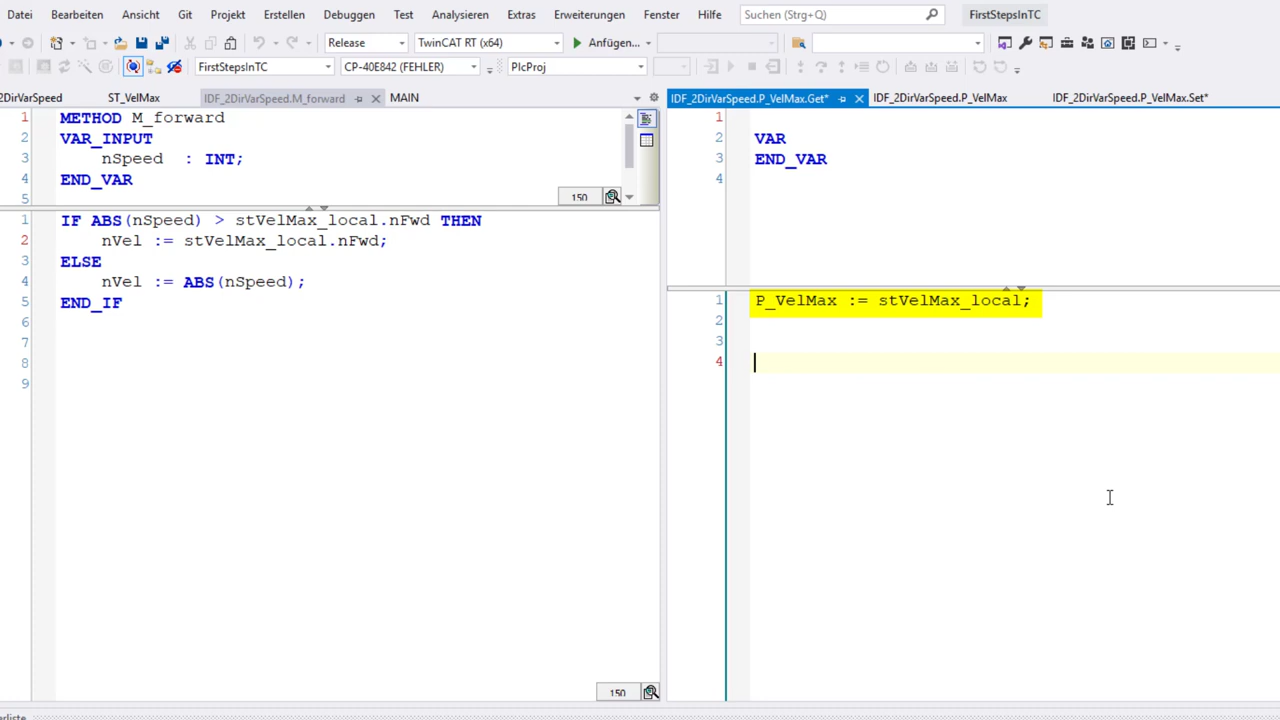 Datei Bearbeiten Ansicht Git Projekt Erstellen Debuggen Test Analysieren Extras Erweiterungen Fenster Hilfe Suchen (Strg+Q) FirstStepsInTC
Release TwinCAT RT (x64) Anfügen...
FirstStepsInTC CP-40E842 (FEHLER) PlcProj
2DirVarSpeed ST_VelMax IDF_2DirVarSpeed.M_forward MAIN
1 METHOD M_forward
2 VAR_INPUT
3 nSpeed : INT;
4 END_VAR
5
150
1 IF ABS(nSpeed) > stVelMax_local.nFwd THEN
2 nVel := stVelMax_local.nFwd;
3 ELSE
4 nVel := ABS(nSpeed);
5 END_IF
6
7
8
9
150
IDF_2DirVarSpeed.P_VelMax.Get* IDF_2DirVarSpeed.P_VelMax IDF_2DirVarSpeed.P_VelMax.Set*
1
2 VAR
3 END_VAR
4
1 P_VelMax := stVelMax_local;
2
3
4
erliste